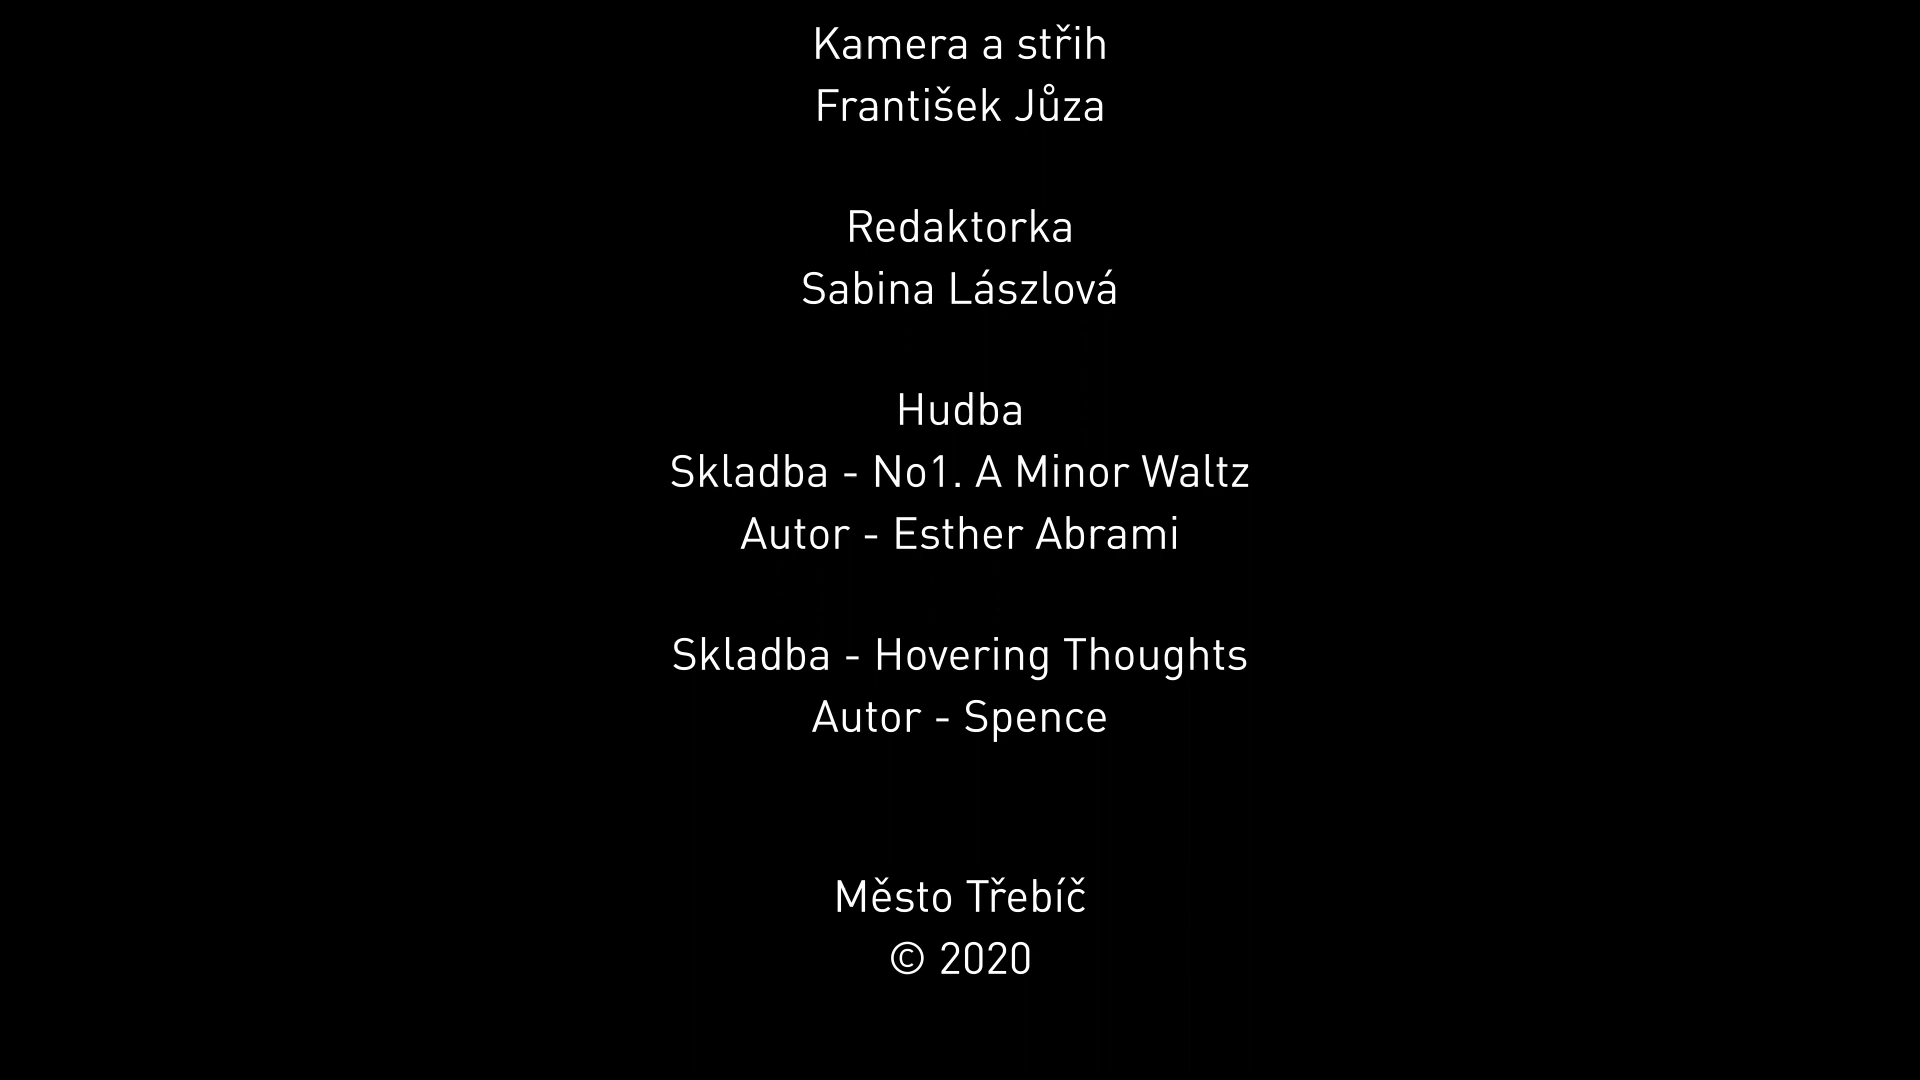 Kamera a střih
František Jůza
Redaktorka
Sabina Lászlová
Hudba
Skladba - No1. A Minor Waltz
Autor - Esther Abrami
Skladba - Hovering Thoughts
Autor - Spence
Město Třebíč
© 2020